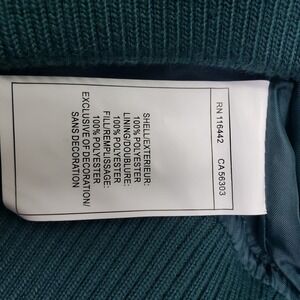 RN 116442 CA 56303
SHELL/EXTERIEUR:
100% POLYESTER
LINING/DOUBLURE:
100% POLYESTER
FILL/REMPLISSAGE:
100% POLYESTER
EXCLUSIVE OF DECORATION/
SANS DECORATION